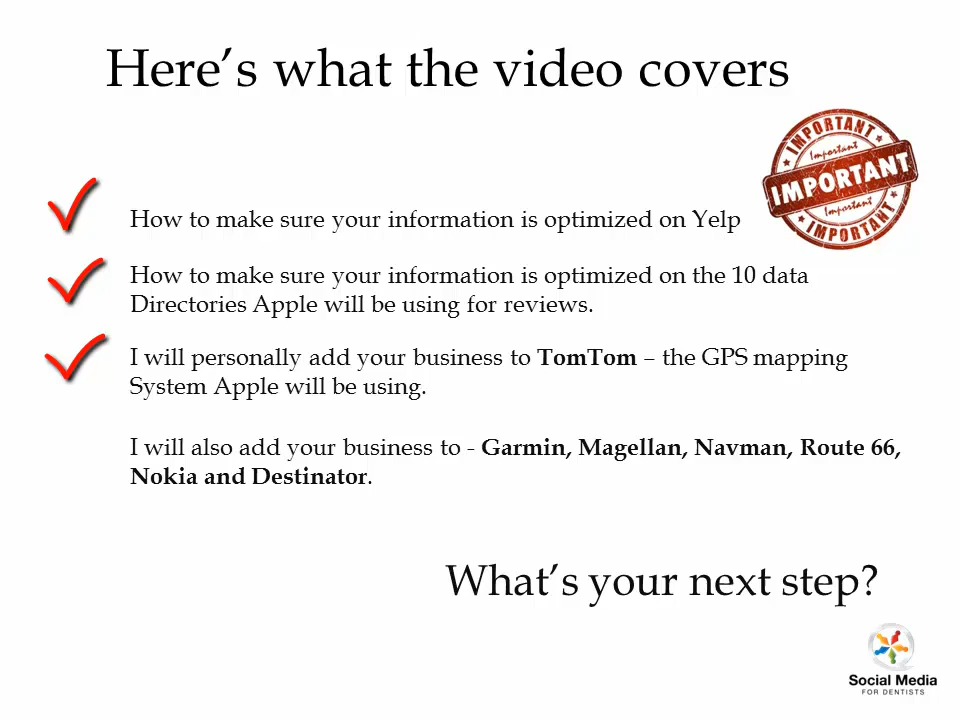 Here’s what the video covers
IMPORTANT
Important
IMPORTANT
Important
IMPORTANT
How to make sure your information is optimized on Yelp
How to make sure your information is optimized on the 10 data
Directories Apple will be using for reviews.
I will personally add your business to TomTom – the GPS mapping
System Apple will be using.
I will also add your business to - Garmin, Magellan, Navman, Route 66,
Nokia and Destinator.
What’s your next step?
Social Media
FOR DENTISTS